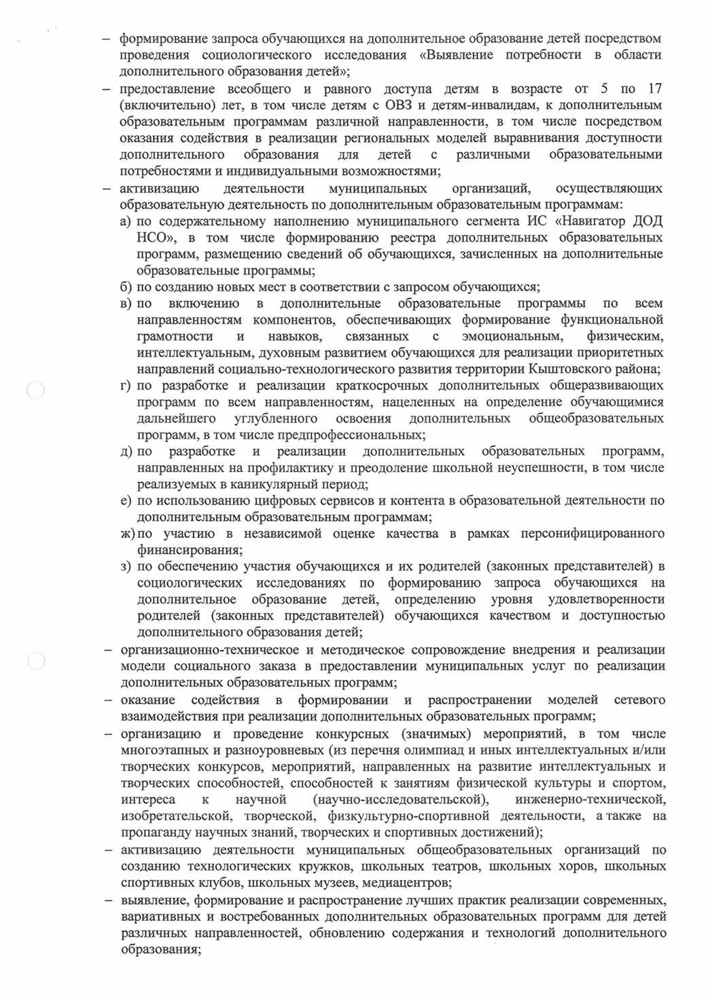 – формирование запроса обучающихся на дополнительное образование детей посредством
проведения социологического исследования «Выявление потребности в области
дополнительного образования детей»;
– предоставление всеобщего и равного доступа детям в возрасте от 5 по 17
(включительно) лет, в том числе детям с ОВЗ и детям-инвалидам, к дополнительным
образовательным программам различной направленности, в том числе посредством
оказания содействия в реализации региональных моделей выравнивания доступности
дополнительного образования для детей с различными образовательными
потребностями и индивидуальными возможностями;
– активизацию деятельности муниципальных организаций, осуществляющих
образовательную деятельность по дополнительным образовательным программам:
а) по содержательному наполнению муниципального сегмента ИС «Навигатор ДОД
НСО», в том числе формированию реестра дополнительных образовательных
программ, размещению сведений об обучающихся, зачисленных на дополнительные
образовательные программы;
б) по созданию новых мест в соответствии с запросом обучающихся;
в) по включению в дополнительные образовательные программы по всем
направленностям компонентов, обеспечивающих формирование функциональной
грамотности и навыков, связанных с эмоциональным, физическим,
интеллектуальным, духовным развитием обучающихся для реализации приоритетных
направлений социально-технологического развития территории Кыштовского района;
г) по разработке и реализации краткосрочных дополнительных общеразвивающих
программ по всем направленностям, нацеленных на определение обучающимися
дальнейшего углубленного освоения дополнительных общеобразовательных
программ, в том числе предпрофессиональных;
д) по разработке и реализации дополнительных образовательных программ,
направленных на профилактику и преодоление школьной неуспешности, в том числе
реализуемых в каникулярный период;
е) по использованию цифровых сервисов и контента в образовательной деятельности по
дополнительным образовательным программам;
ж) по участию в независимой оценке качества в рамках персонифицированного
финансирования;
з) по обеспечению участия обучающихся и их родителей (законных представителей) в
социологических исследованиях по формированию запроса обучающихся на
дополнительное образование детей, определению уровня удовлетворенности
родителей (законных представителей) обучающихся качеством и доступностью
дополнительного образования детей;
– организационно-техническое и методическое сопровождение внедрения и реализации
модели социального заказа в предоставлении муниципальных услуг по реализации
дополнительных образовательных программ;
– оказание содействия в формировании и распространении моделей сетевого
взаимодействия при реализации дополнительных образовательных программ;
– организацию и проведение конкурсных (значимых) мероприятий, в том числе
многоэтапных и разноуровневых (из перечня олимпиад и иных интеллектуальных и/или
творческих конкурсов, мероприятий, направленных на развитие интеллектуальных и
творческих способностей, способностей к занятиям физической культуры и спортом,
интереса к научной (научно-исследовательской), инженерно-технической,
изобретательской, творческой, физкультурно-спортивной деятельности, а также на
пропаганду научных знаний, творческих и спортивных достижений);
– активизацию деятельности муниципальных общеобразовательных организаций по
созданию технологических кружков, школьных театров, школьных хоров, школьных
спортивных клубов, школьных музеев, медиацентров;
– выявление, формирование и распространение лучших практик реализации современных,
вариативных и востребованных дополнительных образовательных программ для детей
различных направленностей, обновлению содержания и технологий дополнительного
образования;